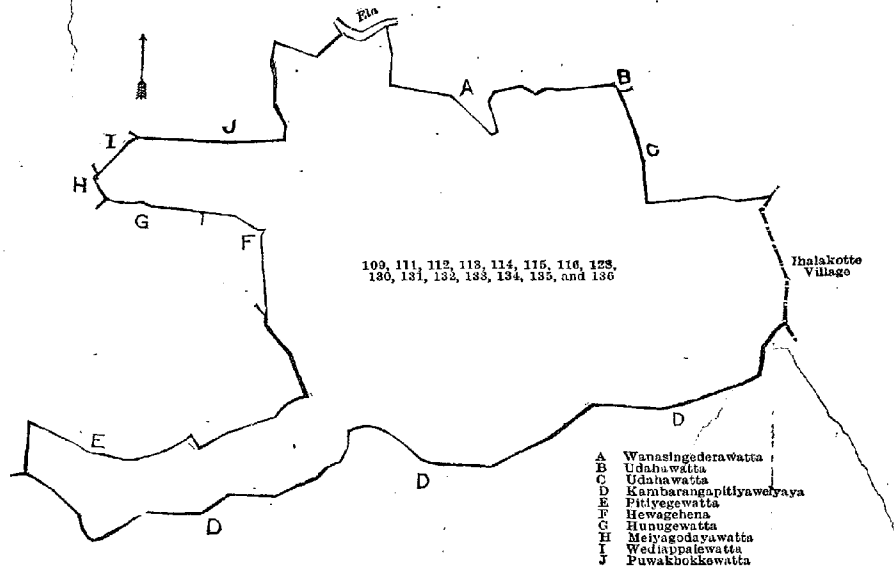 Ela
A
B
J
I
C
H
G
F
109, 111, 112, 113, 114, 115, 116, 128,
130, 131, 132, 133, 134, 135, and 136
Ihalakotte
Village
D
E
D
D
A Wanasingederawatta
B Udahawatta
C Udahawatta
D Kambarangapitiyawelyaya
E Pitiyegewatta
F Hewagehena
G Hunugewatta
H Meiyagodayawatta
I Wediappalewatta
J Puwakbokkewatta